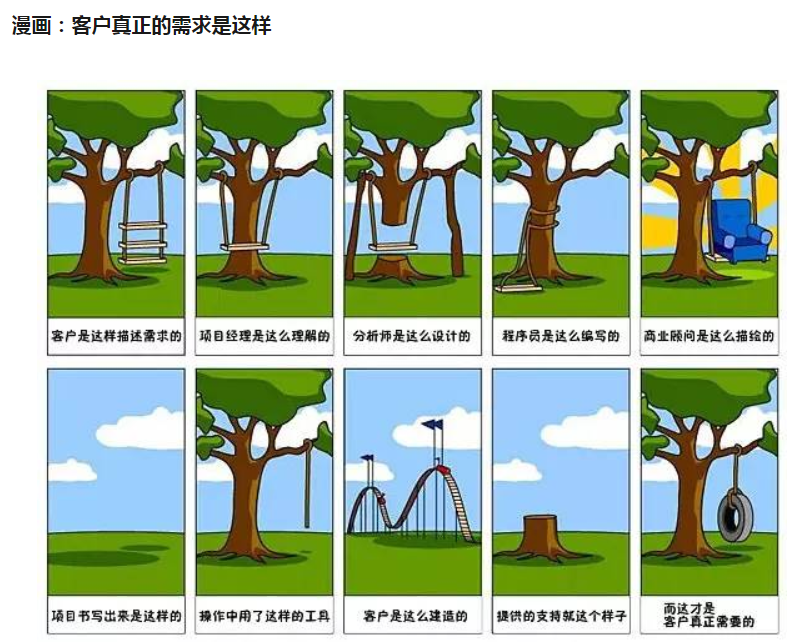 漫画：客户真正的需求是这样
客户是这样描述需求的
项目经理是这么理解的
分析师是这么设计的
程序员是这么编写的
商业顾问是这么描绘的
项目书写出来是这样的
操作中用了这样的工具
客户是这么建造的
提供的支持就这个样子
而这才是
客户真正需要的